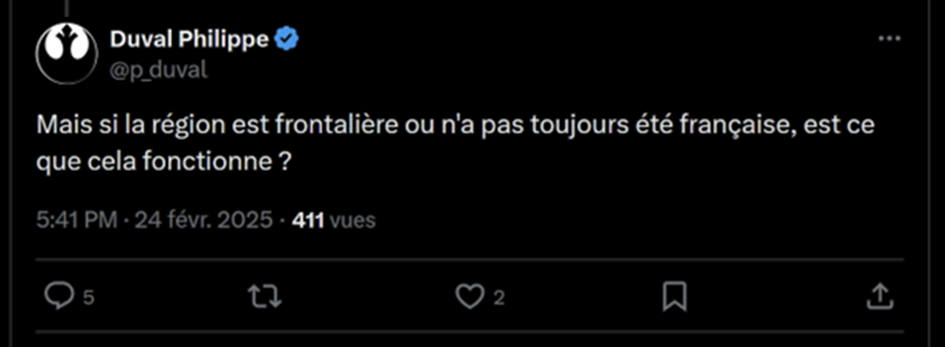 Duval Philippe
@p_duval
Mais si la région est frontalière ou n'a pas toujours été française, est ce
que cela fonctionne ?
5:41 PM · 24 févr. 2025 · 411 vues
5 2